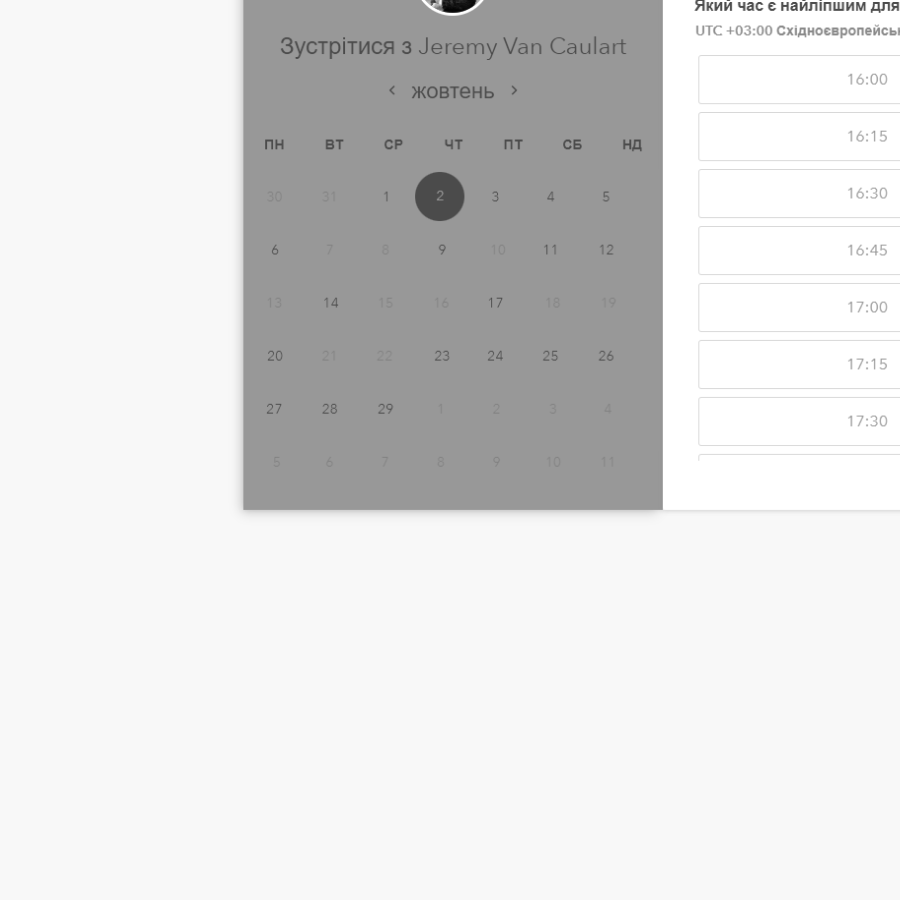 Зустрітися з Jeremy Van Caulart
‹ жовтень ›
ПН ВТ СР ЧТ ПТ СБ НД
30 31 1 2 3 4 5
6 7 8 9 10 11 12
13 14 15 16 17 18 19
20 21 22 23 24 25 26
27 28 29 1 2 3 4
5 6 7 8 9 10 11
Який час є найліпшим для
UTC +03:00
16:00
16:15
16:30
16:45
17:00
17:15
17:30